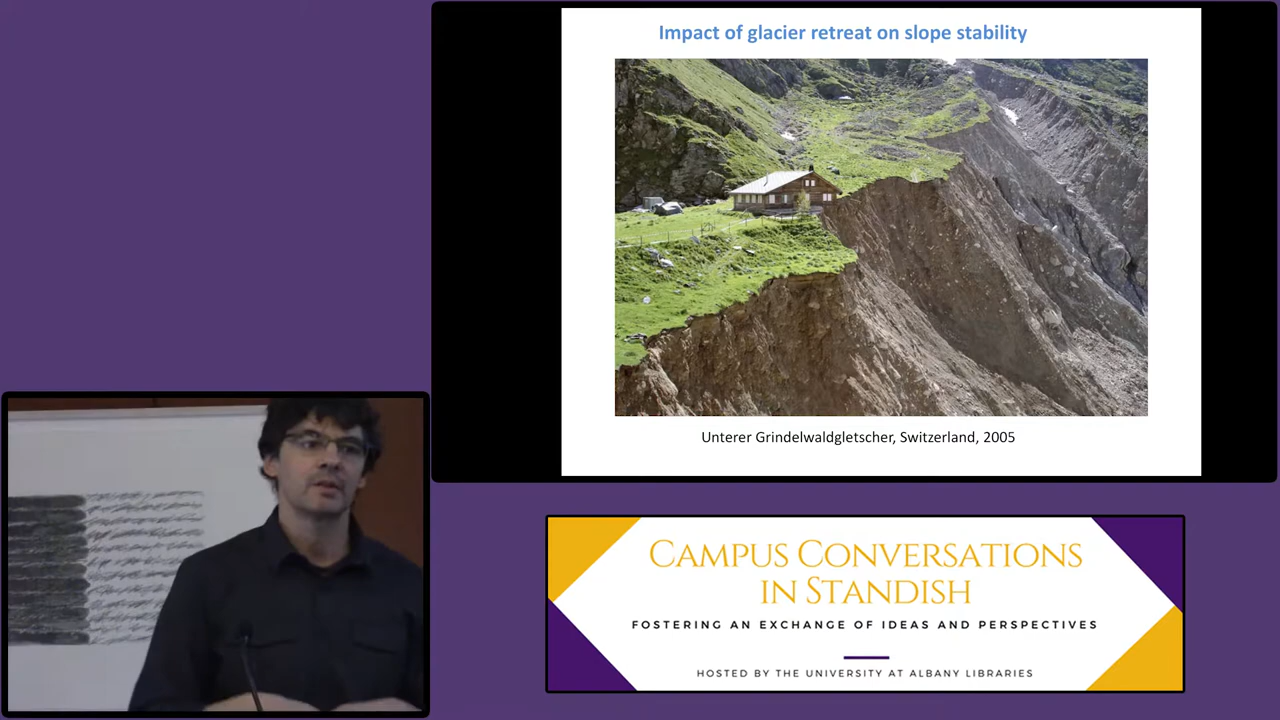 Impact of glacier retreat on slope stability
Unterer Grindelwaldgletscher, Switzerland, 2005
CAMPUS CONVERSATIONS
IN STANDISH
FOSTERING AN EXCHANGE OF IDEAS AND PERSPECTIVES
HOSTED BY THE UNIVERSITY AT ALBANY LIBRARIES